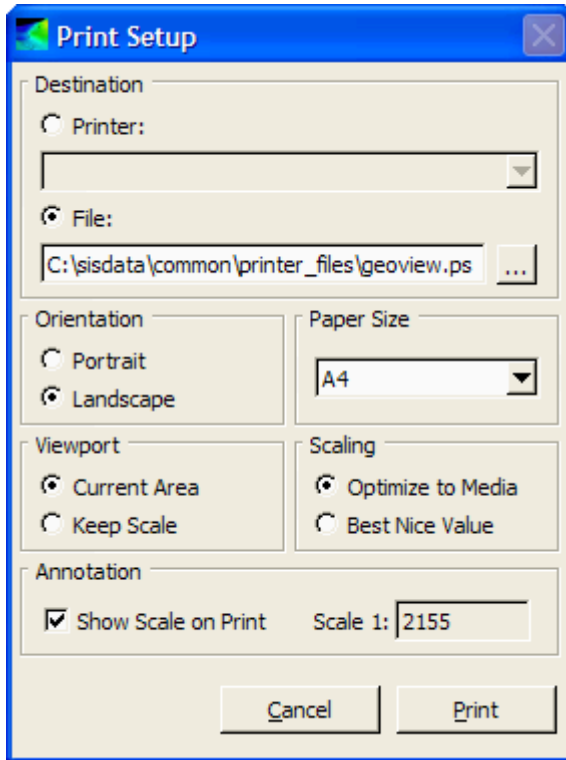 Print Setup
Destination
Printer:
File:
C:\sisdata\common\printer_files\geoview.ps ...
Orientation
Portrait
Landscape
Paper Size
A4
Viewport
Current Area
Keep Scale
Scaling
Optimize to Media
Best Nice Value
Annotation
Show Scale on Print Scale 1: 2155
Cancel Print